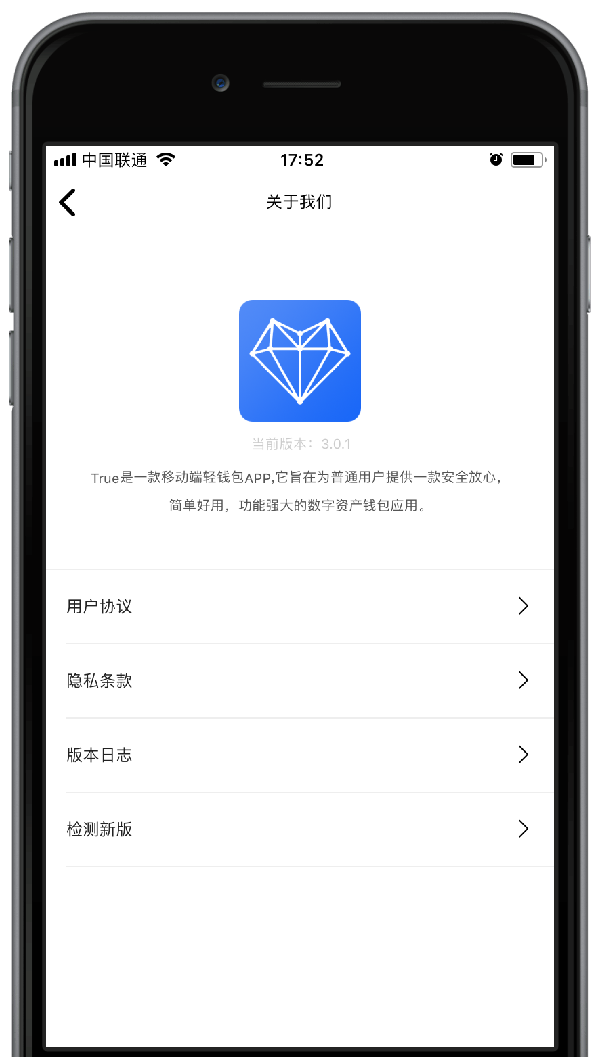 中国联通 17:52
关于我们
当前版本：3.0.1
True是一款移动端轻钱包APP,它旨在为普通用户提供一款安全放心，
简单好用，功能强大的数字资产钱包应用。
用户协议
隐私条款
版本日志
检测新版